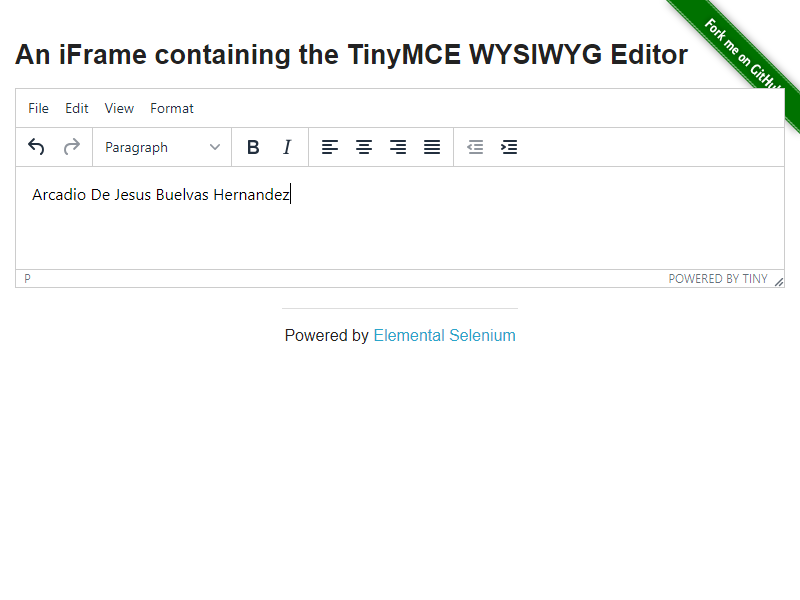 Fork me on GitHub
An iFrame containing the TinyMCE WYSIWYG Editor
File Edit View Format
Paragraph B I
Arcadio De Jesus Buelvas Hernandez
P POWERED BY TINY
Powered by Elemental Selenium